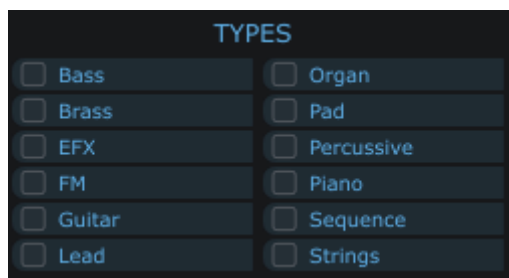 TYPES
Bass
Brass
EFX
FM
Guitar
Lead
Organ
Pad
Percussive
Piano
Sequence
Strings